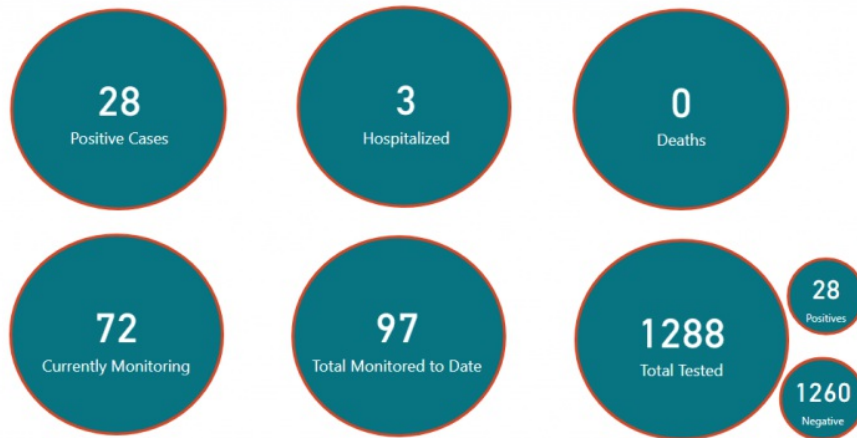 28
Positive Cases
3
Hospitalized
0
Deaths
72
Currently Monitoring
97
Total Monitored to Date
1288
Total Tested
28
Positives
1260
Negative